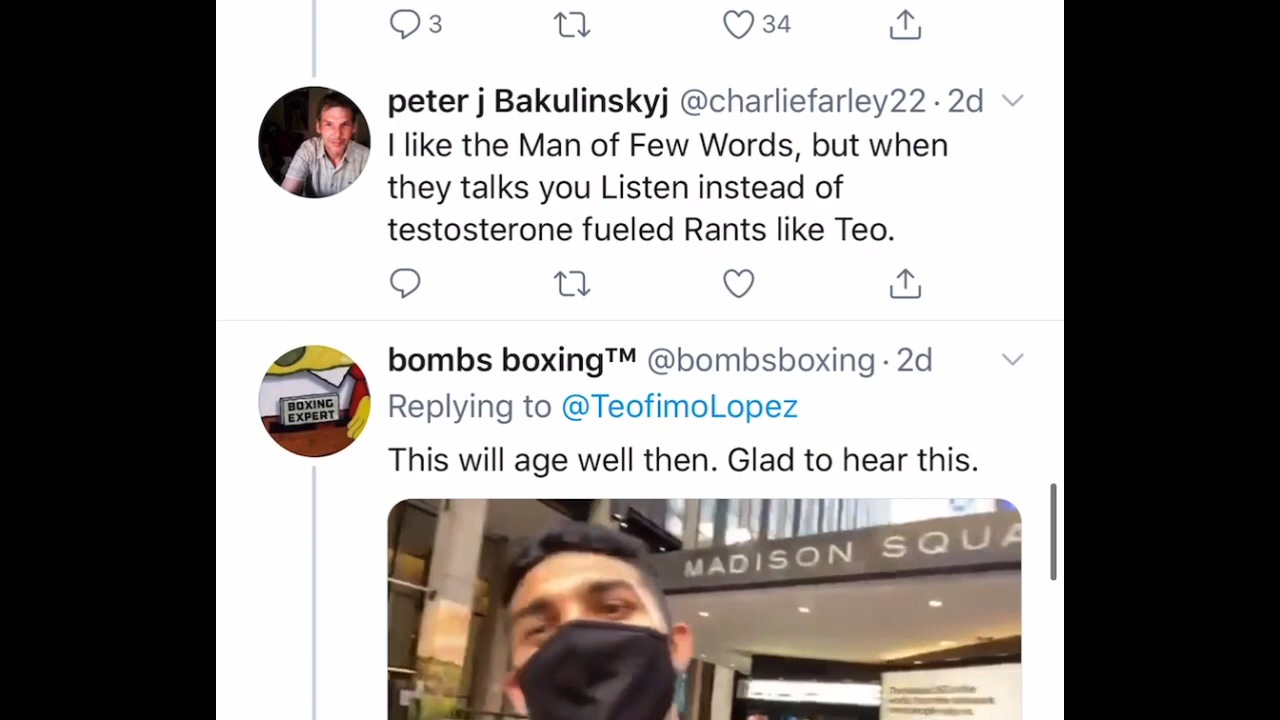 3
34
peter j Bakulinskyj @charliefarley22 · 2d
I like the Man of Few Words, but when
they talks you Listen instead of
testosterone fueled Rants like Teo.
bombs boxing™ @bombsboxing · 2d
BOXING
EXPERT
Replying to @TeofimoLopez
This will age well then. Glad to hear this.
MADISON SQUA